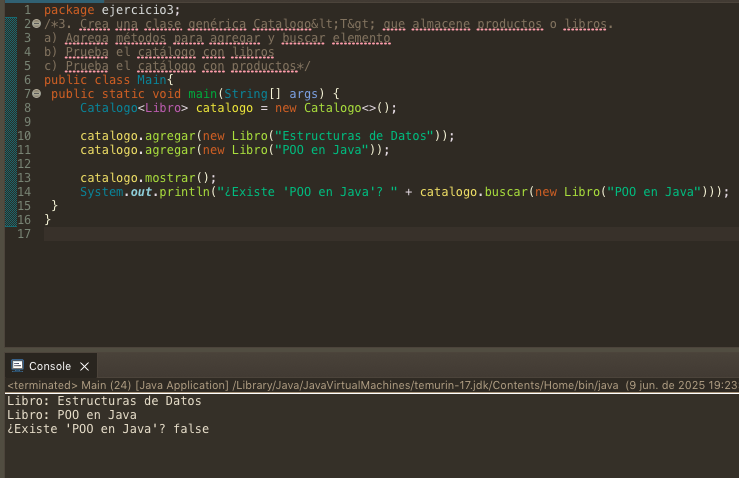 1 package ejercicio3;
2 /*3. Crea una clase genérica Catalogo&lt;T&gt; que almacene productos o libros.
3 a) Agrega métodos para agregar y buscar elemento
4 b) Prueba el catálogo con libros
5 c) Prueba el catálogo con productos*/
6 public class Main{
7 public static void main(String[] args) {
8 Catalogo<Libro> catalogo = new Catalogo<>();
9
10 catalogo.agregar(new Libro("Estructuras de Datos"));
11 catalogo.agregar(new Libro("POO en Java"));
12
13 catalogo.mostrar();
14 System.out.println("¿Existe 'POO en Java'? " + catalogo.buscar(new Libro("POO en Java")));
15 }
16 }
17
Console
<terminated> Main (24) [Java Application] /Library/Java/JavaVirtualMachines/temurin-17.jdk/Contents/Home/bin/java (9 jun. de 2025 19:23
Libro: Estructuras de Datos
Libro: POO en Java
¿Existe 'POO en Java'? false